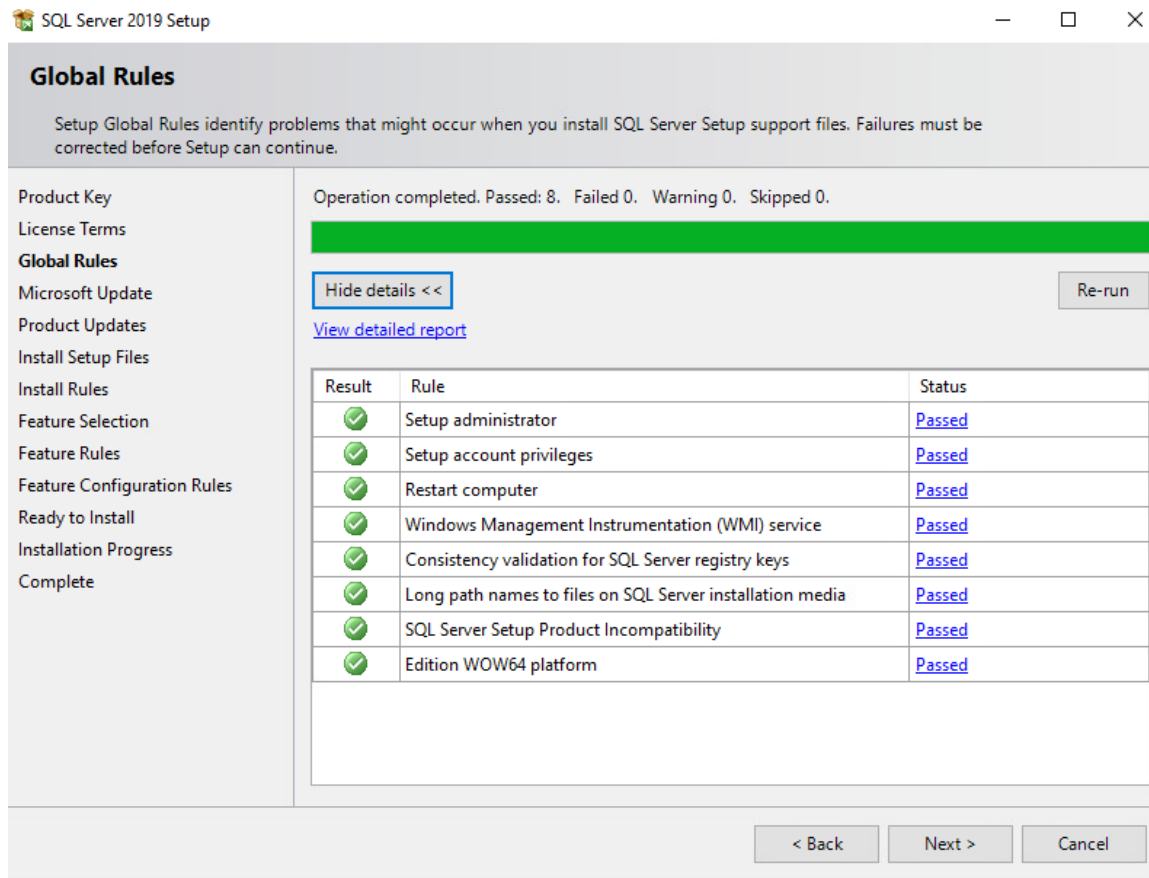 SQL Server 2019 Setup
Global Rules
Setup Global Rules identify problems that might occur when you install SQL Server Setup support files. Failures must be
corrected before Setup can continue.
Product Key
License Terms
Global Rules
Microsoft Update
Product Updates
Install Setup Files
Install Rules
Feature Selection
Feature Rules
Feature Configuration Rules
Ready to Install
Installation Progress
Complete
Operation completed. Passed: 8.   Failed 0.   Warning 0.   Skipped 0.
Hide details <<
Re-run
View detailed report
Result Rule Status
Setup administrator Passed
Setup account privileges Passed
Restart computer Passed
Windows Management Instrumentation (WMI) service Passed
Consistency validation for SQL Server registry keys Passed
Long path names to files on SQL Server installation media Passed
SQL Server Setup Product Incompatibility Passed
Edition WOW64 platform Passed
< Back Next > Cancel